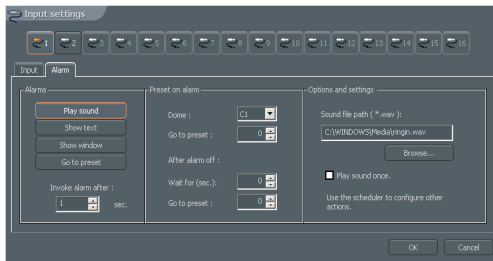 Input settings
1 2 3 4 5 6 7 8 9 10 11 12 13 14 15 16
Input Alarm
Alarms
Play sound
Show text
Show window
Go to preset
Invoke alarm after :
1 sec.
Preset on alarm
Dome : C1
Go to preset : 0
After alarm off :
Wait for (sec.): 0
Go to preset : 0
Options and settings
Sound file path ( *.wav ):
C:\WINDOWS\Media\ringin.wav
Browse...
Play sound once.
Use the scheduler to configure other
actions.
OK Cancel